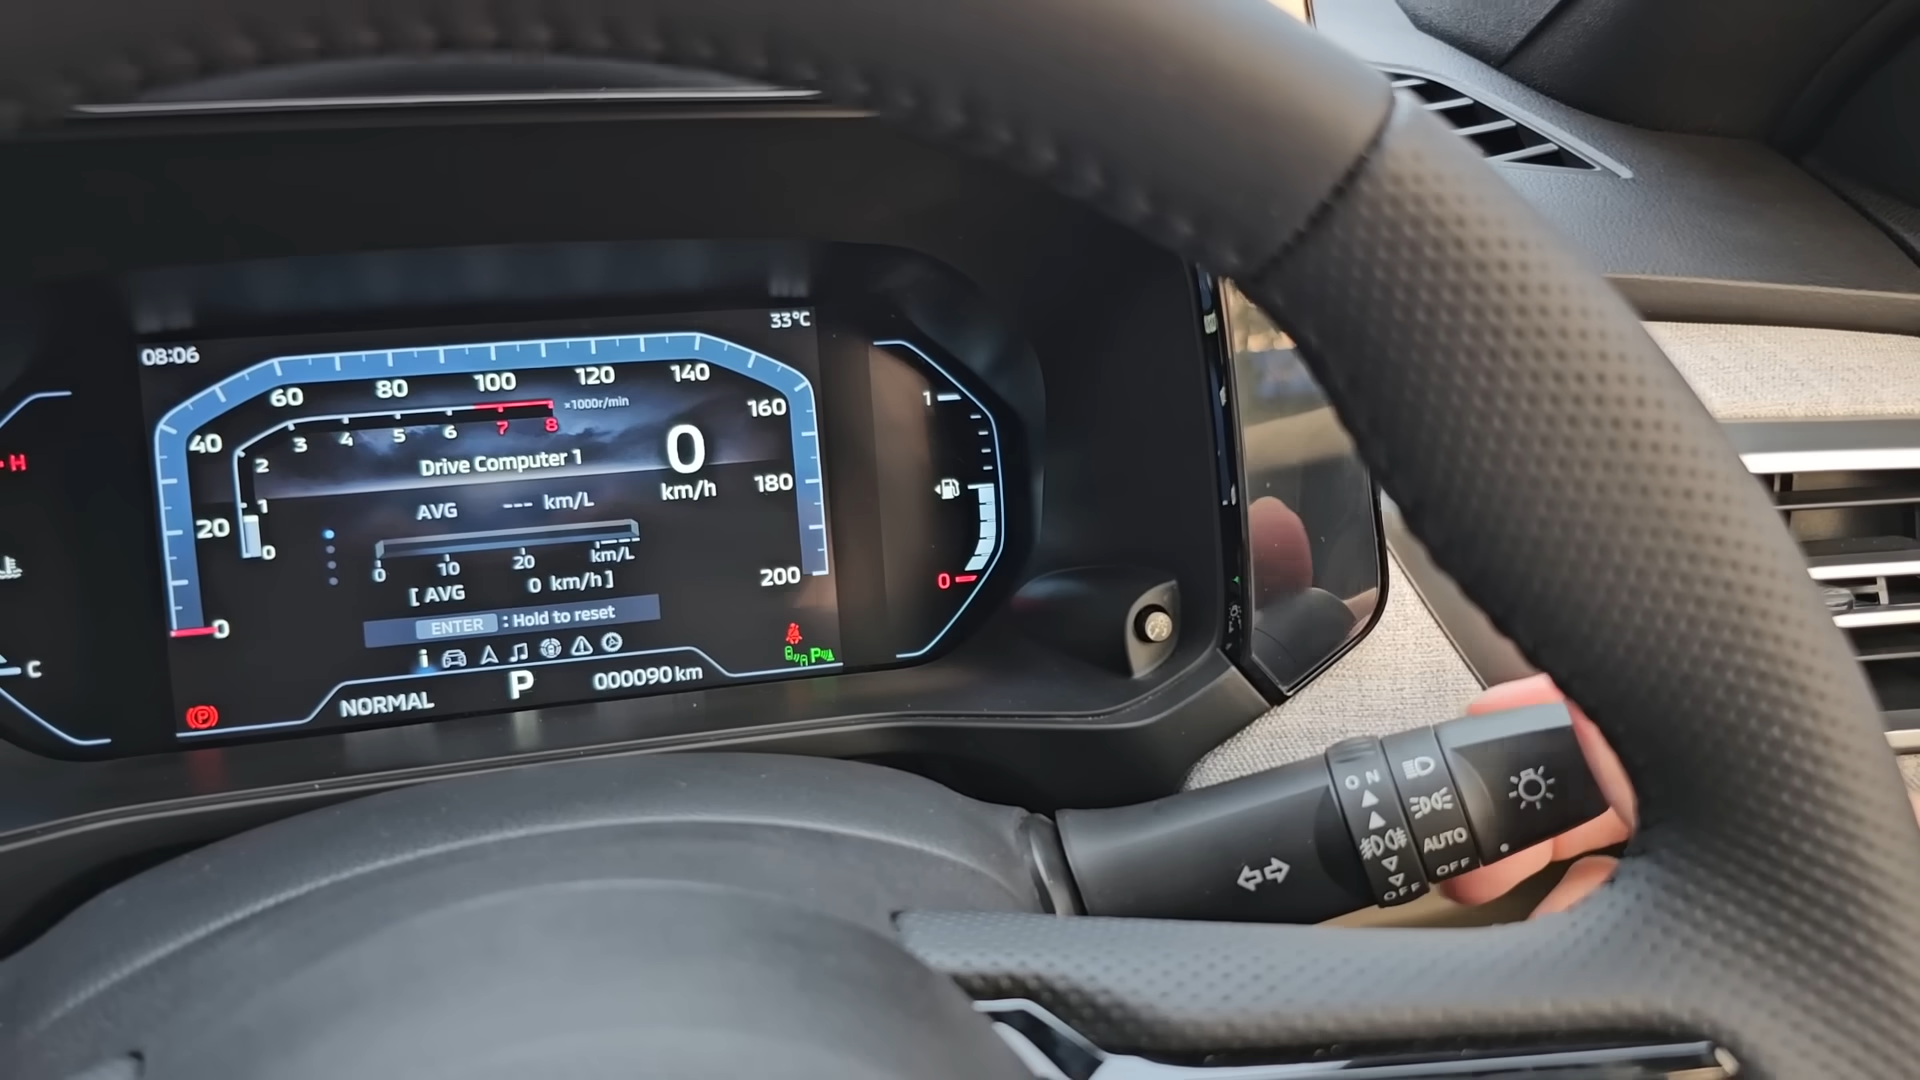 08:06
33°C
60 80 100 120 140
40 160
20 180
0 200
×1000r/min
0 1 2 3 4 5 6 7 8
0
km/h
Drive Computer 1
AVG --- km/L
0 10 20 km/L
[ AVG 0 km/h ]
ENTER : Hold to reset
i
P
NORMAL
P
000090 km
H
C
1
0
ON
OFF
AUTO
OFF